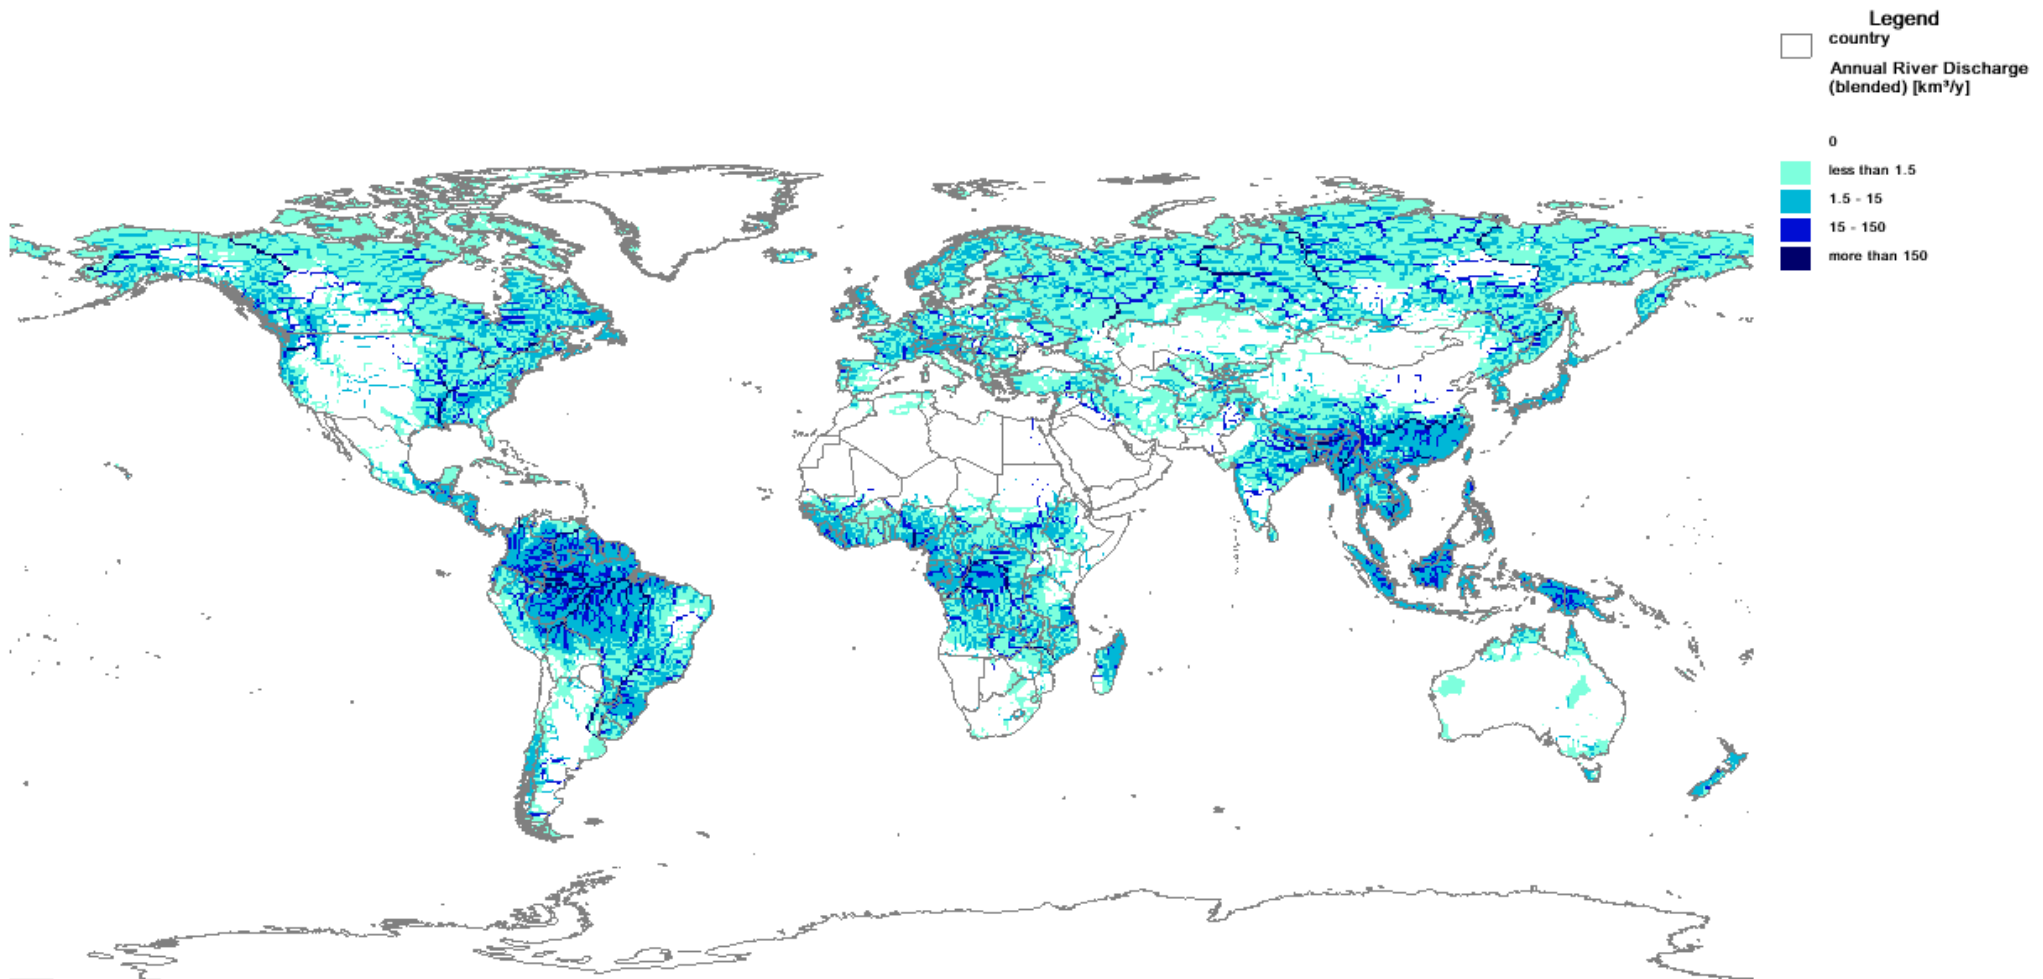 Legend
country
Annual River Discharge
(blended) [km³/y]
0
less than 1.5
1.5 - 15
15 - 150
more than 150